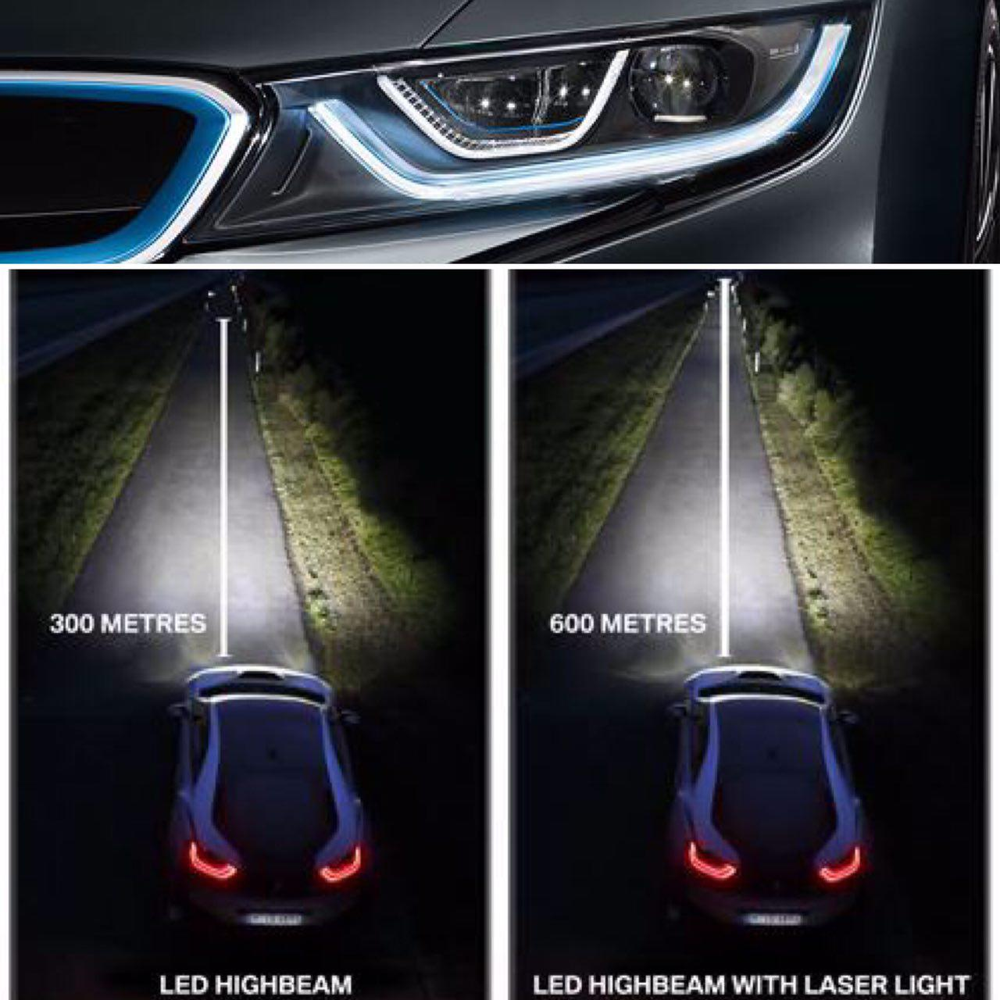 300 METRES
600 METRES
LED HIGHBEAM
LED HIGHBEAM WITH LASER LIGHT